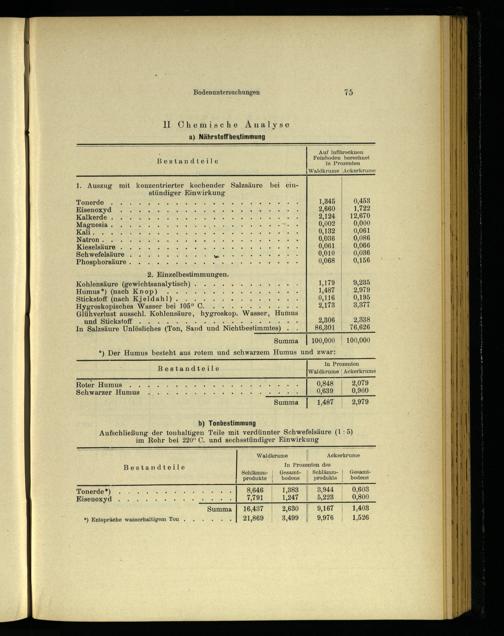 Bodenuntersuchungen 75
II Chemische Analyse
a) Nährstoffbestimmung
Bestandteile
Auf lufttrocknen
Feinboden berechnet
in Prozenten
Waldkrume Ackerkrume
1. Auszug mit konzentrierter kochender Salzsäure bei ein-
stündiger Einwirkung
Tonerde 1,345 0,453
Eisenoxyd 2,660 1,722
Kalkerde 2,124 12,670
Magnesia 0,002 0,000
Kali 0,132 0,061
Natron 0,036 0,086
Kieselsäure 0,061 0,066
Schwefelsäure 0,010 0,036
Phosphorsäure 0,068 0,156
2. Einzelbestimmungen.
Kohlensäure (gewichtsanalytisch) 1,179 9,235
Humus*) (nach Knop) 1,487 2,979
Stickstoff (nach Kjeldahl) 0,116 0,195
Hygroskopisches Wasser bei 105° C. 2,173 3,377
Glühverlust ausschl. Kohlensäure, hygroskop. Wasser, Humus
und Stickstoff 2,306 2,338
In Salzsäure Unlösliches (Ton, Sand und Nichtbestimmtes) 86,301 76,626
Summa 100,000 100,000
*) Der Humus besteht aus rotem und schwarzem Humus und zwar:
Bestandteile
In Prozenten
Waldkrume Ackerkrume
Roter Humus 0,848 2,079
Schwarzer Humus 0,639 0,900
Summa 1,487 2,979
b) Tonbestimmung
Aufschließung der tonhaltigen Teile mit verdünnter Schwefelsäure (1:5)
im Rohr bei 220° C. und sechsstündiger Einwirkung
Bestandteile
Waldkrume Ackerkrume
In Prozenten des
Schlämm- Gesamt- Schlämm- Gesamt-
produkts bodens produkts bodens
Tonerde*) 8,646 1,383 3,944 0,603
Eisenoxyd 7,791 1,247 5,223 0,800
Summa 16,437 2,630 9,167 1,403
*) Entspräche wasserhaltigem Ton 21,869 3,499 9,976 1,526